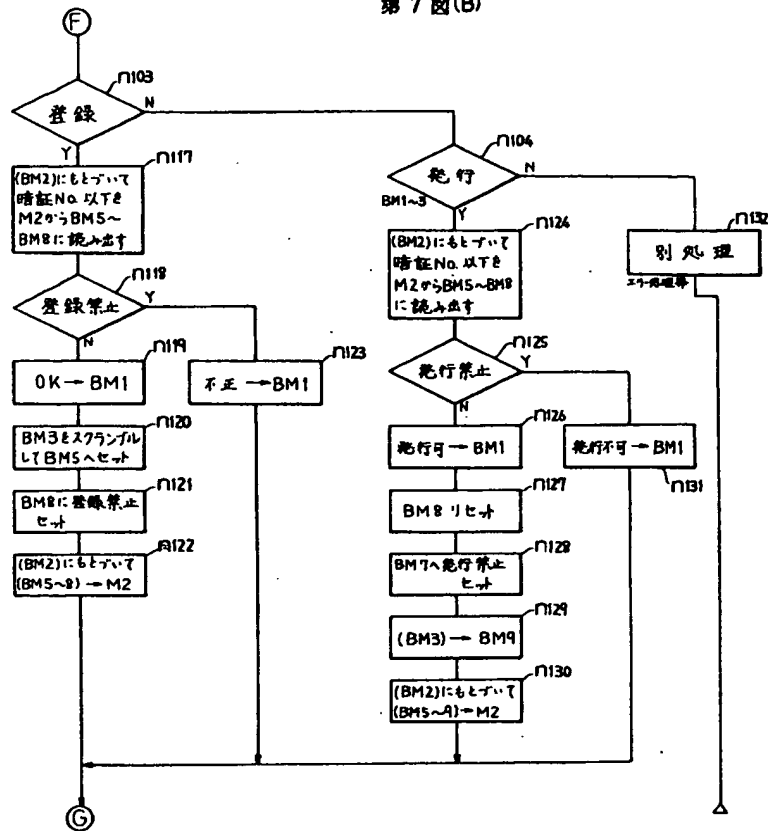 第7図(B)
F
n103
登録
N
Y
n117
(BM2)にもとづいて
暗証No.以下を
M2からBM5~
BM8に読み出す
n118
登録禁止
Y
N
n119
OK→BM1
n123
不正→BM1
n120
BM3をスクランブル
してBM5へセット
n121
BM8に登録禁止
セット
n122
(BM2)にもとづいて
(BM5~8)→M2
n104
発行
N
BM1~3
Y
n124
(BM2)にもとづいて
暗証No.以下を
M2からBM5~BM8
に読み出す
n125
発行禁止
Y
N
n126
発行可→BM1
発行不可→BM1
n131
n127
BM8リセット
n128
BM7へ発行禁止
セット
n129
(BM3)→BM9
n130
(BM2)にもとづいて
(BM5~9)→M2
n132
別処理
エラー処理等
G